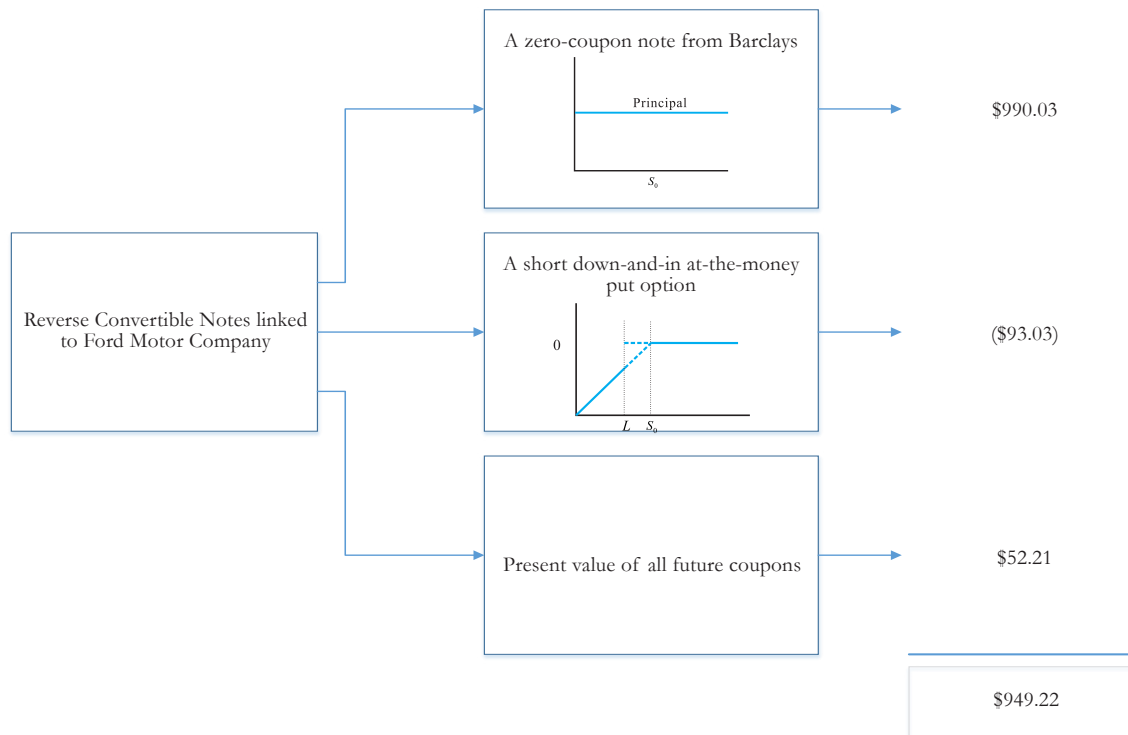 A zero-coupon note from Barclays
Principal
S₀
$990.03
Reverse Convertible Notes linked
to Ford Motor Company
A short down-and-in at-the-money
put option
0
L S₀
($93.03)
Present value of all future coupons
$52.21
$949.22